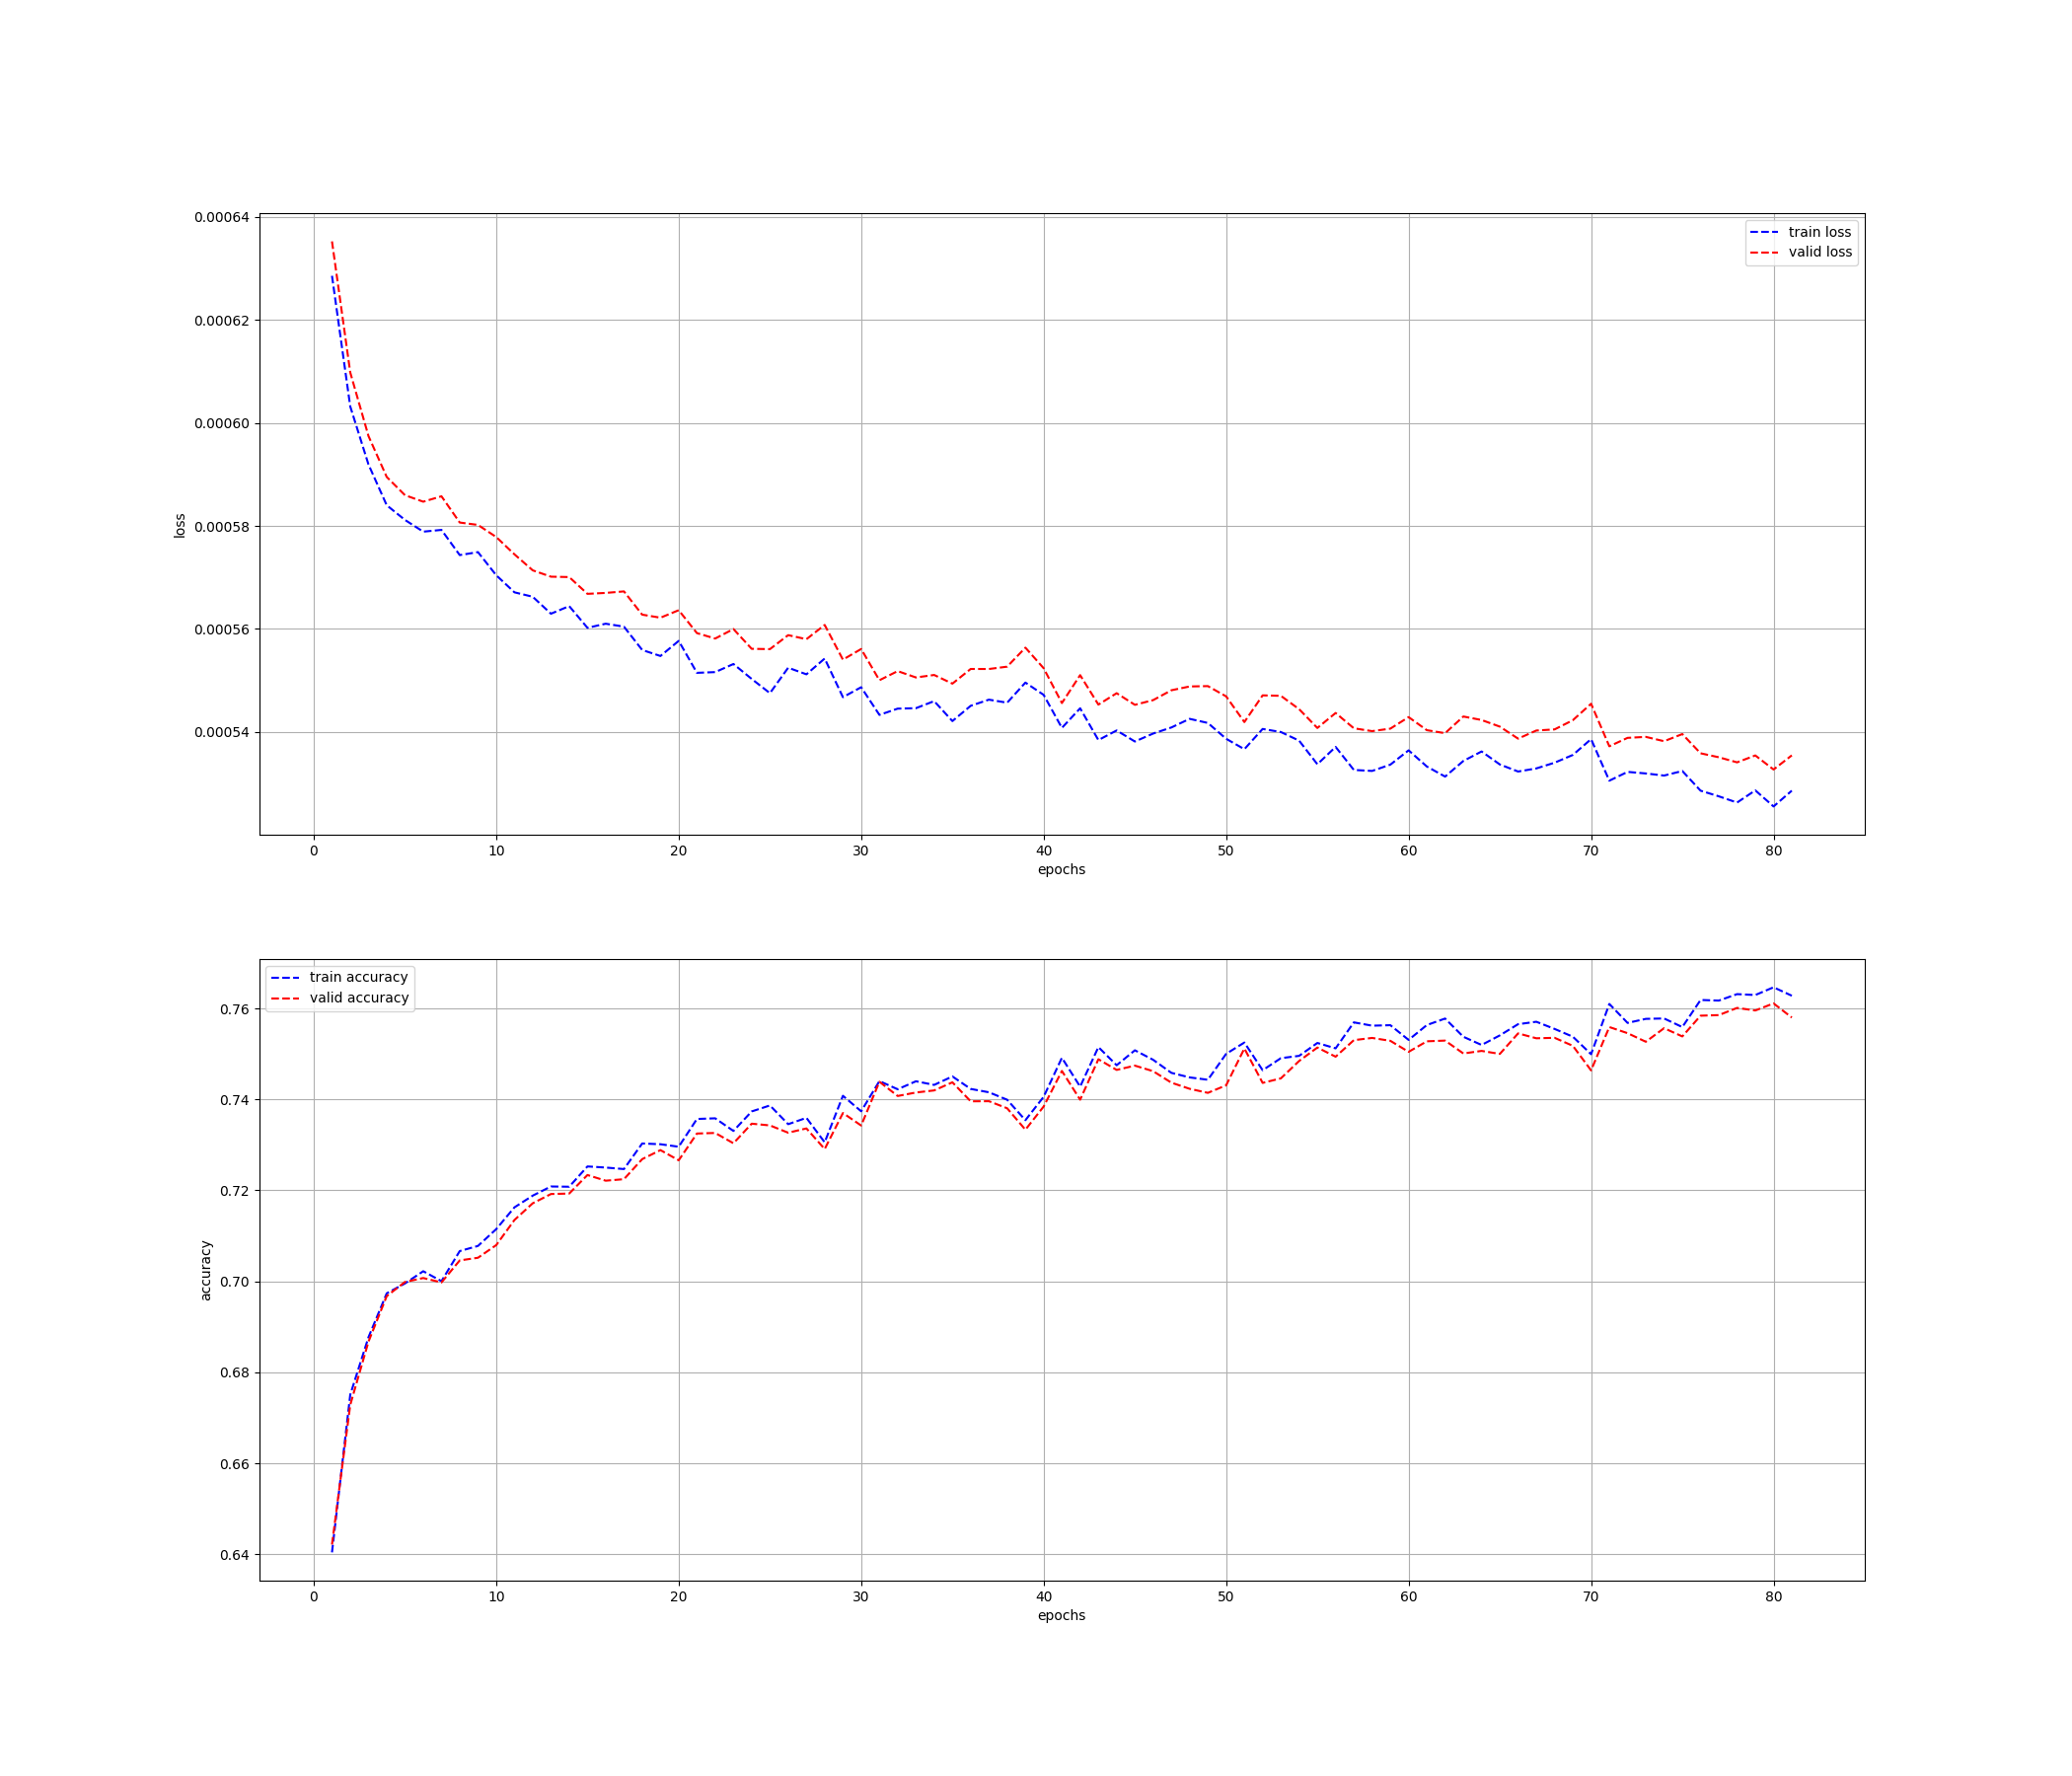 0.00064
train loss
valid loss
0.00062
0.00060
0.00058
loss
0.00056
0.00054
0 10 20 30 40 50 60 70 80
epochs
train accuracy
valid accuracy
0.76
0.74
0.72
0.70
accuracy
0.68
0.66
0.64
0 10 20 30 40 50 60 70 80
epochs